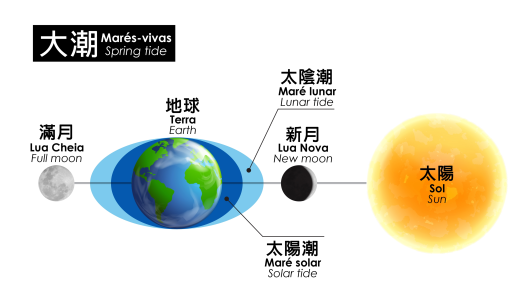 大潮 Marés-vivas
Spring tide
太陰潮
Maré lunar
Lunar tide
地球
Terra
Earth
滿月
Lua Cheia
Full moon
新月
Lua Nova
New moon
太陽
Sol
Sun
太陽潮
Maré solar
Solar tide